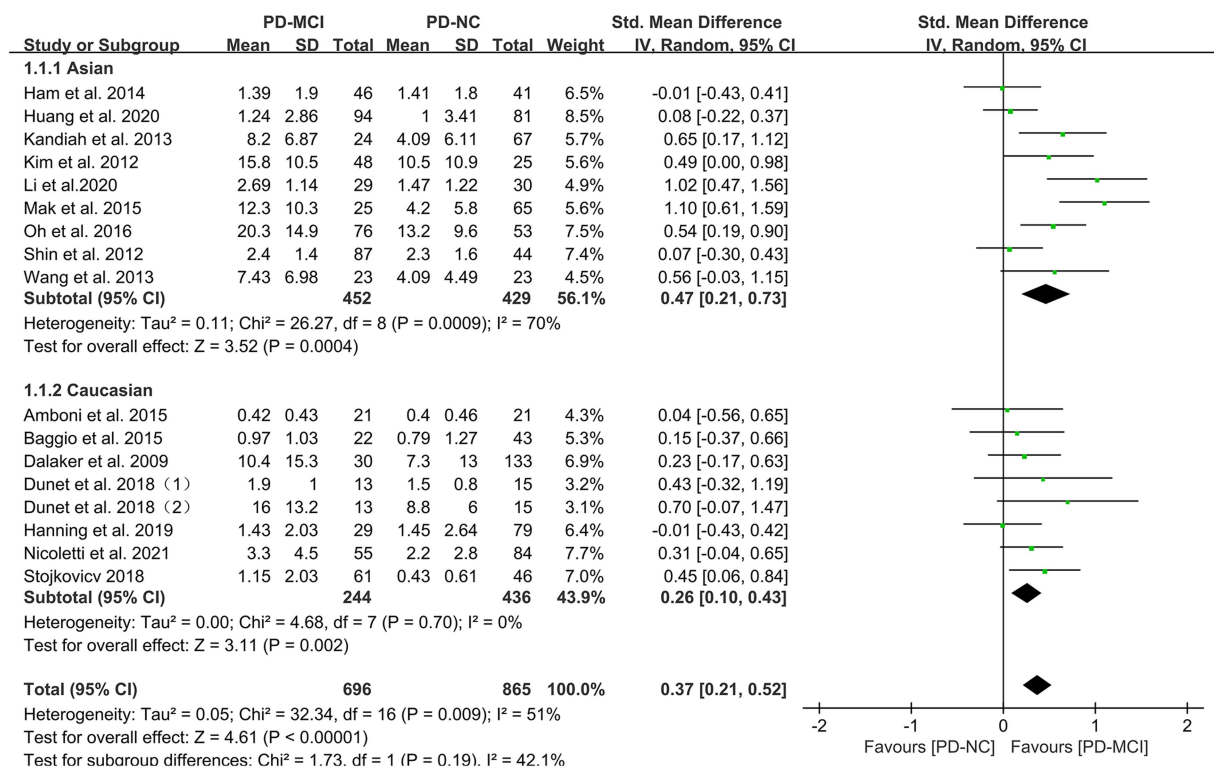 PD-MCI PD-NC Std. Mean Difference Std. Mean Difference
Study or Subgroup Mean SD Total Mean SD Total Weight IV, Random, 95% CI IV, Random, 95% CI
1.1.1 Asian
Ham et al. 2014 1.39 1.9 46 1.41 1.8 41 6.5% -0.01 [-0.43, 0.41]
Huang et al. 2020 1.24 2.86 94 1 3.41 81 8.5% 0.08 [-0.22, 0.37]
Kandiah et al. 2013 8.2 6.87 24 4.09 6.11 67 5.7% 0.65 [0.17, 1.12]
Kim et al. 2012 15.8 10.5 48 10.5 10.9 25 5.6% 0.49 [0.00, 0.98]
Li et al.2020 2.69 1.14 29 1.47 1.22 30 4.9% 1.02 [0.47, 1.56]
Mak et al. 2015 12.3 10.3 25 4.2 5.8 65 5.6% 1.10 [0.61, 1.59]
Oh et al. 2016 20.3 14.9 76 13.2 9.6 53 7.5% 0.54 [0.19, 0.90]
Shin et al. 2012 2.4 1.4 87 2.3 1.6 44 7.4% 0.07 [-0.30, 0.43]
Wang et al. 2013 7.43 6.98 23 4.09 4.49 23 4.5% 0.56 [-0.03, 1.15]
Subtotal (95% CI) 452 429 56.1% 0.47 [0.21, 0.73]
Heterogeneity: Tau² = 0.11; Chi² = 26.27, df = 8 (P = 0.0009); I² = 70%
Test for overall effect: Z = 3.52 (P = 0.0004)
1.1.2 Caucasian
Amboni et al. 2015 0.42 0.43 21 0.4 0.46 21 4.3% 0.04 [-0.56, 0.65]
Baggio et al. 2015 0.97 1.03 22 0.79 1.27 43 5.3% 0.15 [-0.37, 0.66]
Dalaker et al. 2009 10.4 15.3 30 7.3 13 133 6.9% 0.23 [-0.17, 0.63]
Dunet et al. 2018（1） 1.9 1 13 1.5 0.8 15 3.2% 0.43 [-0.32, 1.19]
Dunet et al. 2018（2） 16 13.2 13 8.8 6 15 3.1% 0.70 [-0.07, 1.47]
Hanning et al. 2019 1.43 2.03 29 1.45 2.64 79 6.4% -0.01 [-0.43, 0.42]
Nicoletti et al. 2021 3.3 4.5 55 2.2 2.8 84 7.7% 0.31 [-0.04, 0.65]
Stojkovicv 2018 1.15 2.03 61 0.43 0.61 46 7.0% 0.45 [0.06, 0.84]
Subtotal (95% CI) 244 436 43.9% 0.26 [0.10, 0.43]
Heterogeneity: Tau² = 0.00; Chi² = 4.68, df = 7 (P = 0.70); I² = 0%
Test for overall effect: Z = 3.11 (P = 0.002)
Total (95% CI) 696 865 100.0% 0.37 [0.21, 0.52]
Heterogeneity: Tau² = 0.05; Chi² = 32.34, df = 16 (P = 0.009); I² = 51%
Test for overall effect: Z = 4.61 (P < 0.00001)
Test for subgroup differences: Chi² = 1.73, df = 1 (P = 0.19), I² = 42.1%
-2 -1 0 1 2
Favours [PD-NC] Favours [PD-MCI]